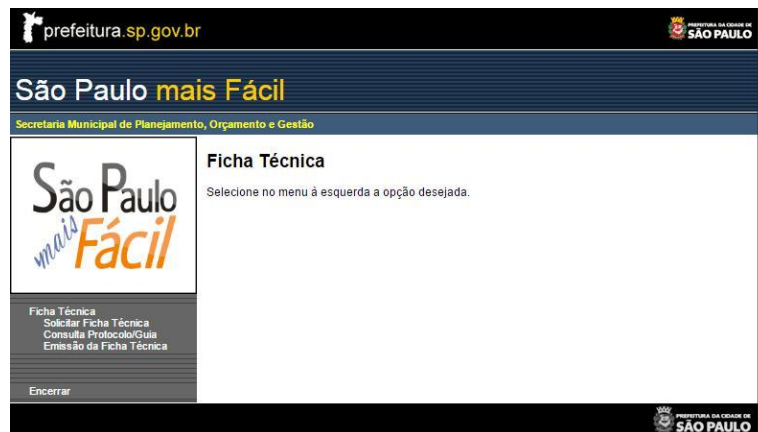 prefeitura.sp.gov.br
PREFEITURA DA CIDADE DE
SÃO PAULO
São Paulo mais Fácil
Secretaria Municipal de Planejamento, Orçamento e Gestão
São Paulo
mais Fácil
Ficha Técnica
Selecione no menu à esquerda a opção desejada.
Ficha Técnica
Solicitar Ficha Técnica
Consulta Protocolo/Guia
Emissão da Ficha Técnica
Encerrar
PREFEITURA DA CIDADE DE
SÃO PAULO